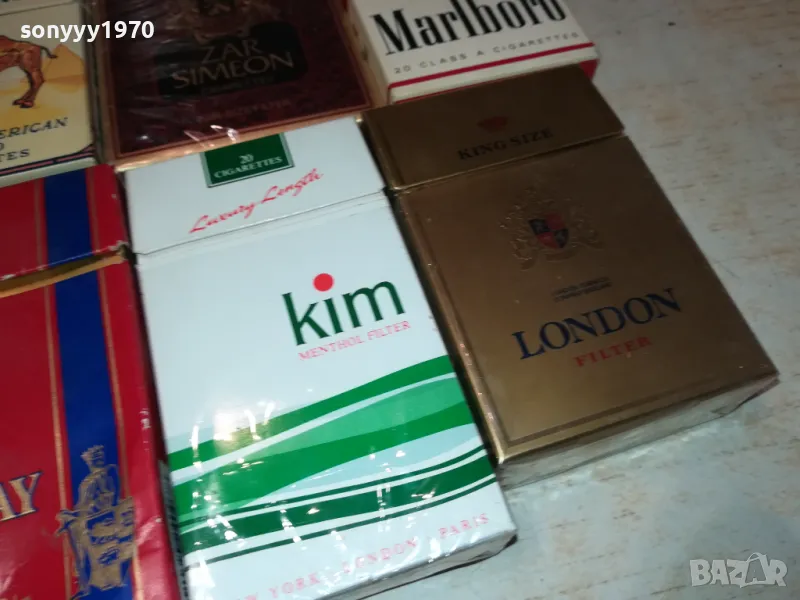 sonyyy1970
ERICAN
TES
ZAR
SIMEON
Marlboro
20 CLASS A CIGARETTES
20
CIGARETTES
Luxury Length
kim
MENTHOL FILTER
YORK · LONDON · PARIS
KING SIZE
LONDON
FILTER
AY
BAZAR